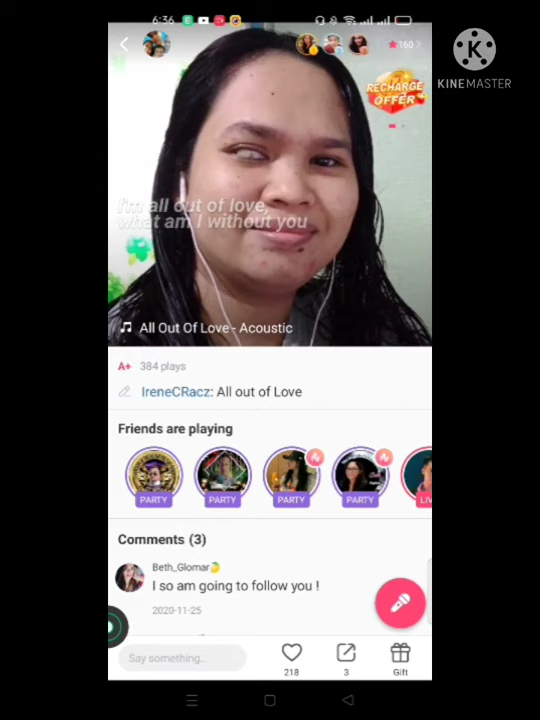 6:36
KINEMASTER
160
RECHARGE
OFFER
I'm all out of love,
what am I without you
All Out Of Love - Acoustic
A+ 384 plays
IreneCRacz: All out of Love
Friends are playing
PARTY PARTY PARTY PARTY LIV
Comments (3)
Beth_Glomar
I so am going to follow you !
2020-11-25
Say something...
218 3 Gift